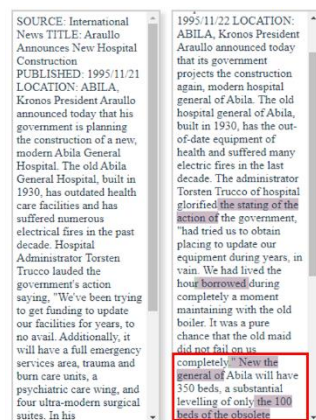 SOURCE: International
News TITLE: Araullo
Announces New Hospital
Construction
PUBLISHED: 1995/11/21
LOCATION: ABILA,
Kronos President Araullo
announced today that his
government is planning
the construction of a new,
modern Abila General
Hospital. The old Abila
General Hospital, built in
1930, has outdated health
care facilities and has
suffered numerous
electrical fires in the past
decade. Hospital
Administrator Torsten
Trucco lauded the
government's action
saying, "We've been trying
to get funding to update
our facilities for years, to
no avail. Additionally, it
will have a full emergency
services area, trauma and
burn care units, a
psychiatric care wing, and
four ultra-modern surgical
suites. In his
1995/11/22 LOCATION:
ABILA, Kronos President
Araullo announced today
that its government
projects the construction
again, modern hospital
general of Abila. The old
hospital general of Abila,
built in 1930, has the out-
of-date equipment of
health and suffered many
electric fires in the last
decade. The administrator
Torsten Trucco of hospital
glorified the stating of the
action of the government,
"had tried us to obtain
placing to update our
equipment during years, in
vain. We had lived the
hour borrowed during
completely a moment
maintaining with the old
boiler. It was a pure
chance that the old maid
did not fail on us
completely." New the
general of Abila will have
350 beds, a substantial
levelling of only the 100
beds of the obsolete